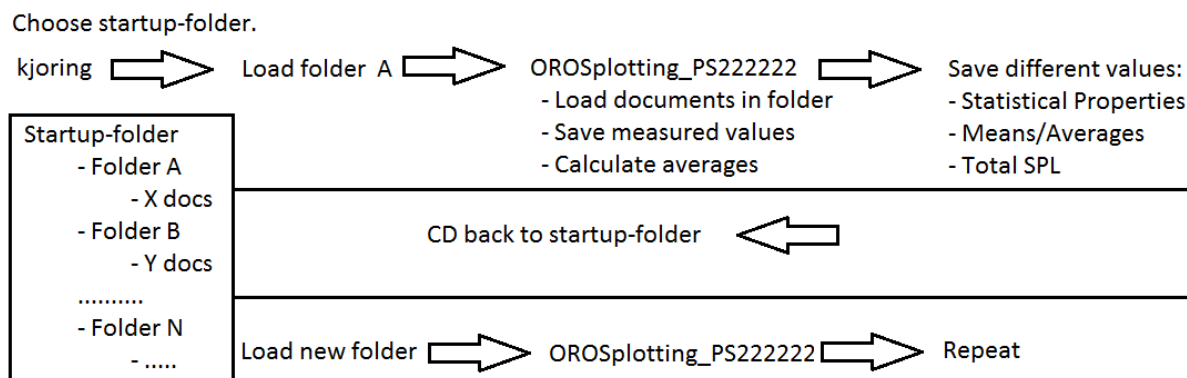 Choose startup-folder.
kjoring
Load folder A
OROSplotting_PS222222
- Load documents in folder
- Save measured values
- Calculate averages
Save different values:
- Statistical Properties
- Means/Averages
- Total SPL
Startup-folder
- Folder A
- X docs
- Folder B
- Y docs
..........
- Folder N
- .....
CD back to startup-folder
Load new folder
OROSplotting_PS222222
Repeat